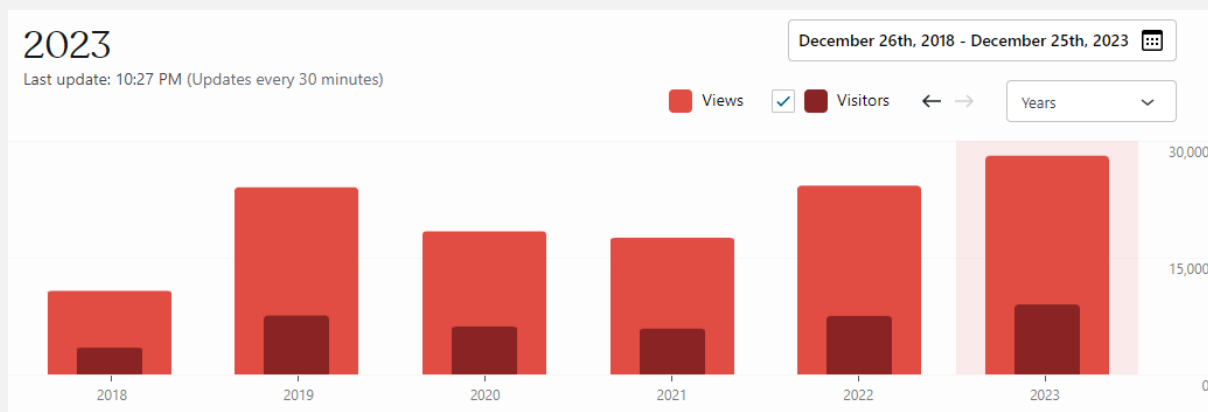 2023
December 26th, 2018 - December 25th, 2023
Last update: 10:27 PM (Updates every 30 minutes)
Views
Visitors
Years
30,000
15,000
0
2018
2019
2020
2021
2022
2023